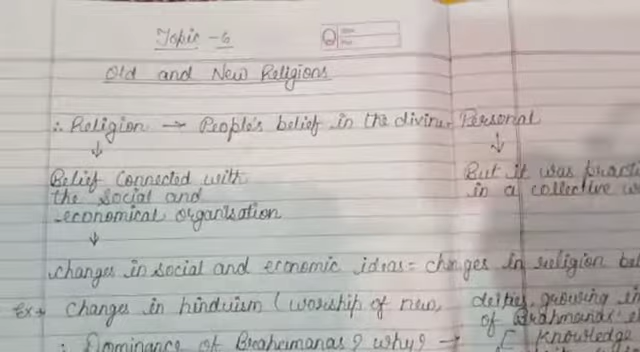 Topic - 6
Old and New Religions
∴ Religion → People's belief in the divine. Personal
↓ ↓
Belief Connected with But it was
the social and in a collective
economical organisation
↓
changes in social and economic ideas = changes in religion
Ex→ changes in hinduism (worship of new, deities, growing
of Brahmanas
∴ Dominance of Brahamanas? why? → [ Knowledge